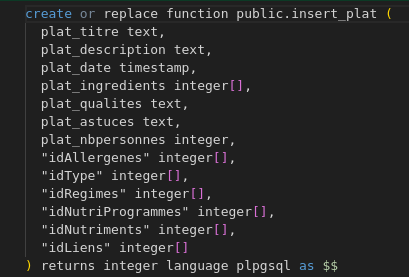 create or replace function public.insert_plat (
plat_titre text,
plat_description text,
plat_date timestamp,
plat_ingredients integer[],
plat_qualites text,
plat_astuces text,
plat_nbpersonnes integer,
"idAllergenes" integer[],
"idType" integer[],
"idRegimes" integer[],
"idNutriProgrammes" integer[],
"idNutriments" integer[],
"idLiens" integer[]
) returns integer language plpgsql as $$